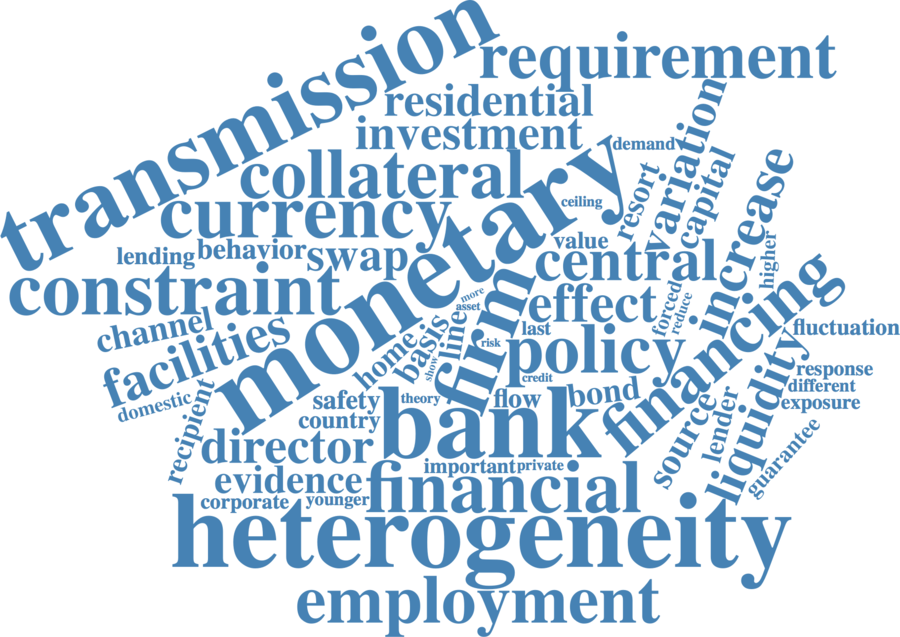 transmission
requirement
residential
investment
demand
variation
collateral
currency
ceiling
resort
capital
increase
lending
behavior
swap
monetary
value
central
higher
constraint
firm
more
asset
effect
forced
reduce
financing
channel
facilities
home
basis
line
show
risk
last
policy
fluctuation
liquidity
response
different
exposure
credit
domestic
recipient
safety
country
theory
bank
flow
bond
source
lender
guarantee
director
evidence
important
private
financial
corporate
younger
heterogeneity
employment